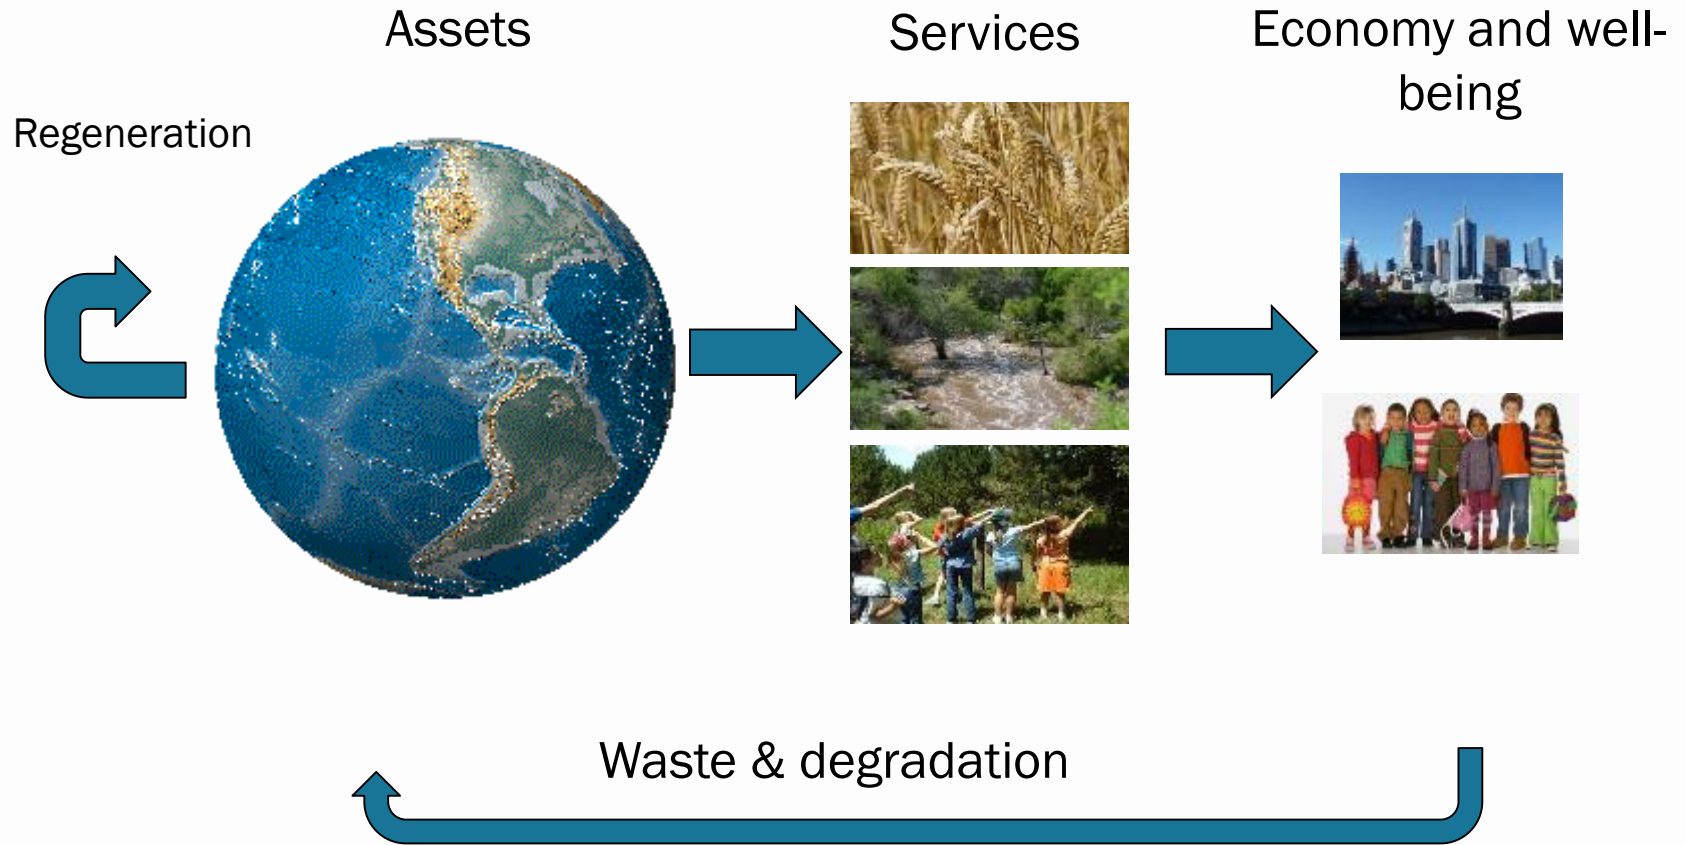 Assets
Services
Economy and well-
being
Regeneration
Waste & degradation